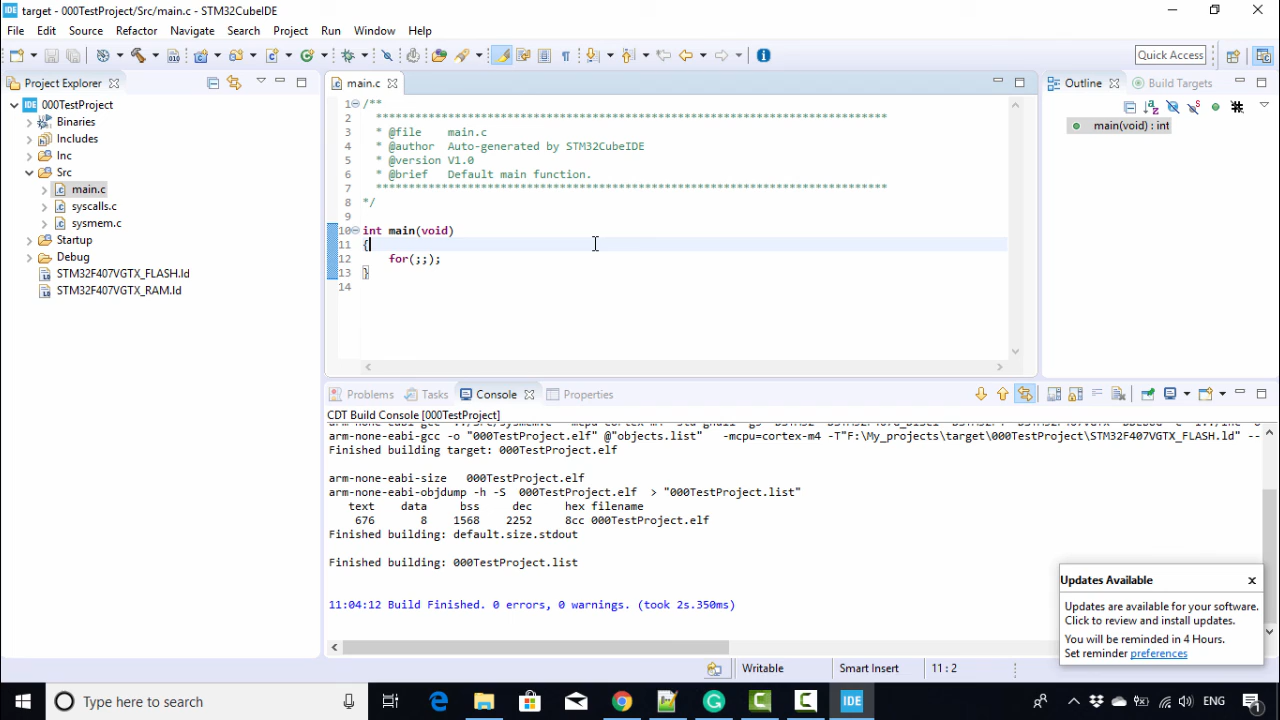 target - 000TestProject/Src/main.c - STM32CubeIDE
File Edit Source Refactor Navigate Search Project Run Window Help
Quick Access
Project Explorer
000TestProject
Binaries
Includes
Inc
Src
main.c
syscalls.c
sysmem.c
Startup
Debug
STM32F407VGTX_FLASH.ld
STM32F407VGTX_RAM.ld
main.c
1 /**
2 ******************************************************************************
3 * @file main.c
4 * @author Auto-generated by STM32CubeIDE
5 * @version V1.0
6 * @brief Default main function.
7 ******************************************************************************
8 */
9
10 int main(void)
11 {
12 for(;;);
13 }
14
Outline Build Targets
main(void) : int
Problems Tasks Console Properties
CDT Build Console [000TestProject]
arm-none-eabi-gcc -o "000TestProject.elf" @"objects.list" -mcpu=cortex-m4 -T"F:\My_projects\target\000TestProject\STM32F407VGTX_FLASH.ld" --
Finished building target: 000TestProject.elf
arm-none-eabi-size 000TestProject.elf
arm-none-eabi-objdump -h -S 000TestProject.elf > "000TestProject.list"
text data bss dec hex filename
676 8 1568 2252 8cc 000TestProject.elf
Finished building: default.size.stdout
Finished building: 000TestProject.list
11:04:12 Build Finished. 0 errors, 0 warnings. (took 2s.350ms)
Updates Available
Updates are available for your software.
Click to review and install updates.
You will be reminded in 4 Hours.
Set reminder preferences
Writable Smart Insert 11 : 2
Type here to search
IDE
ENG
1